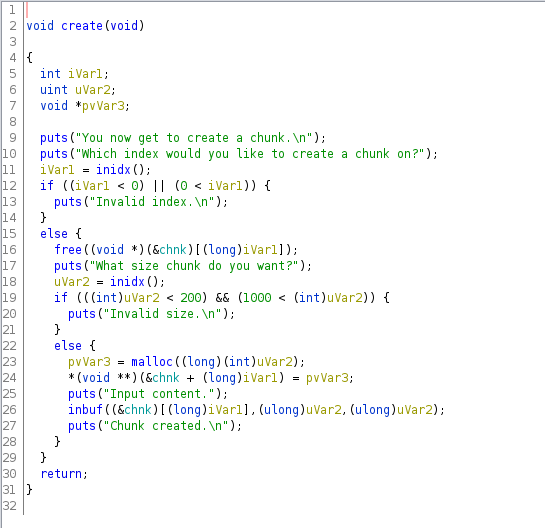 1
2 void create(void)
3
4 {
5   int iVar1;
6   uint uVar2;
7   void *pvVar3;
8
9   puts("You now get to create a chunk.\n");
10   puts("Which index would you like to create a chunk on?");
11   iVar1 = inidx();
12   if ((iVar1 < 0) || (0 < iVar1)) {
13     puts("Invalid index.\n");
14   }
15   else {
16     free((void *)(&chnk)[(long)iVar1]);
17     puts("What size chunk do you want?");
18     uVar2 = inidx();
19     if (((int)uVar2 < 200) && (1000 < (int)uVar2)) {
20       puts("Invalid size.\n");
21     }
22     else {
23       pvVar3 = malloc((long)(int)uVar2);
24       *(void **)(&chnk + (long)iVar1) = pvVar3;
25       puts("Input content.");
26       inbuf((&chnk)[(long)iVar1],(ulong)uVar2,(ulong)uVar2);
27       puts("Chunk created.\n");
28     }
29   }
30   return;
31 }
32